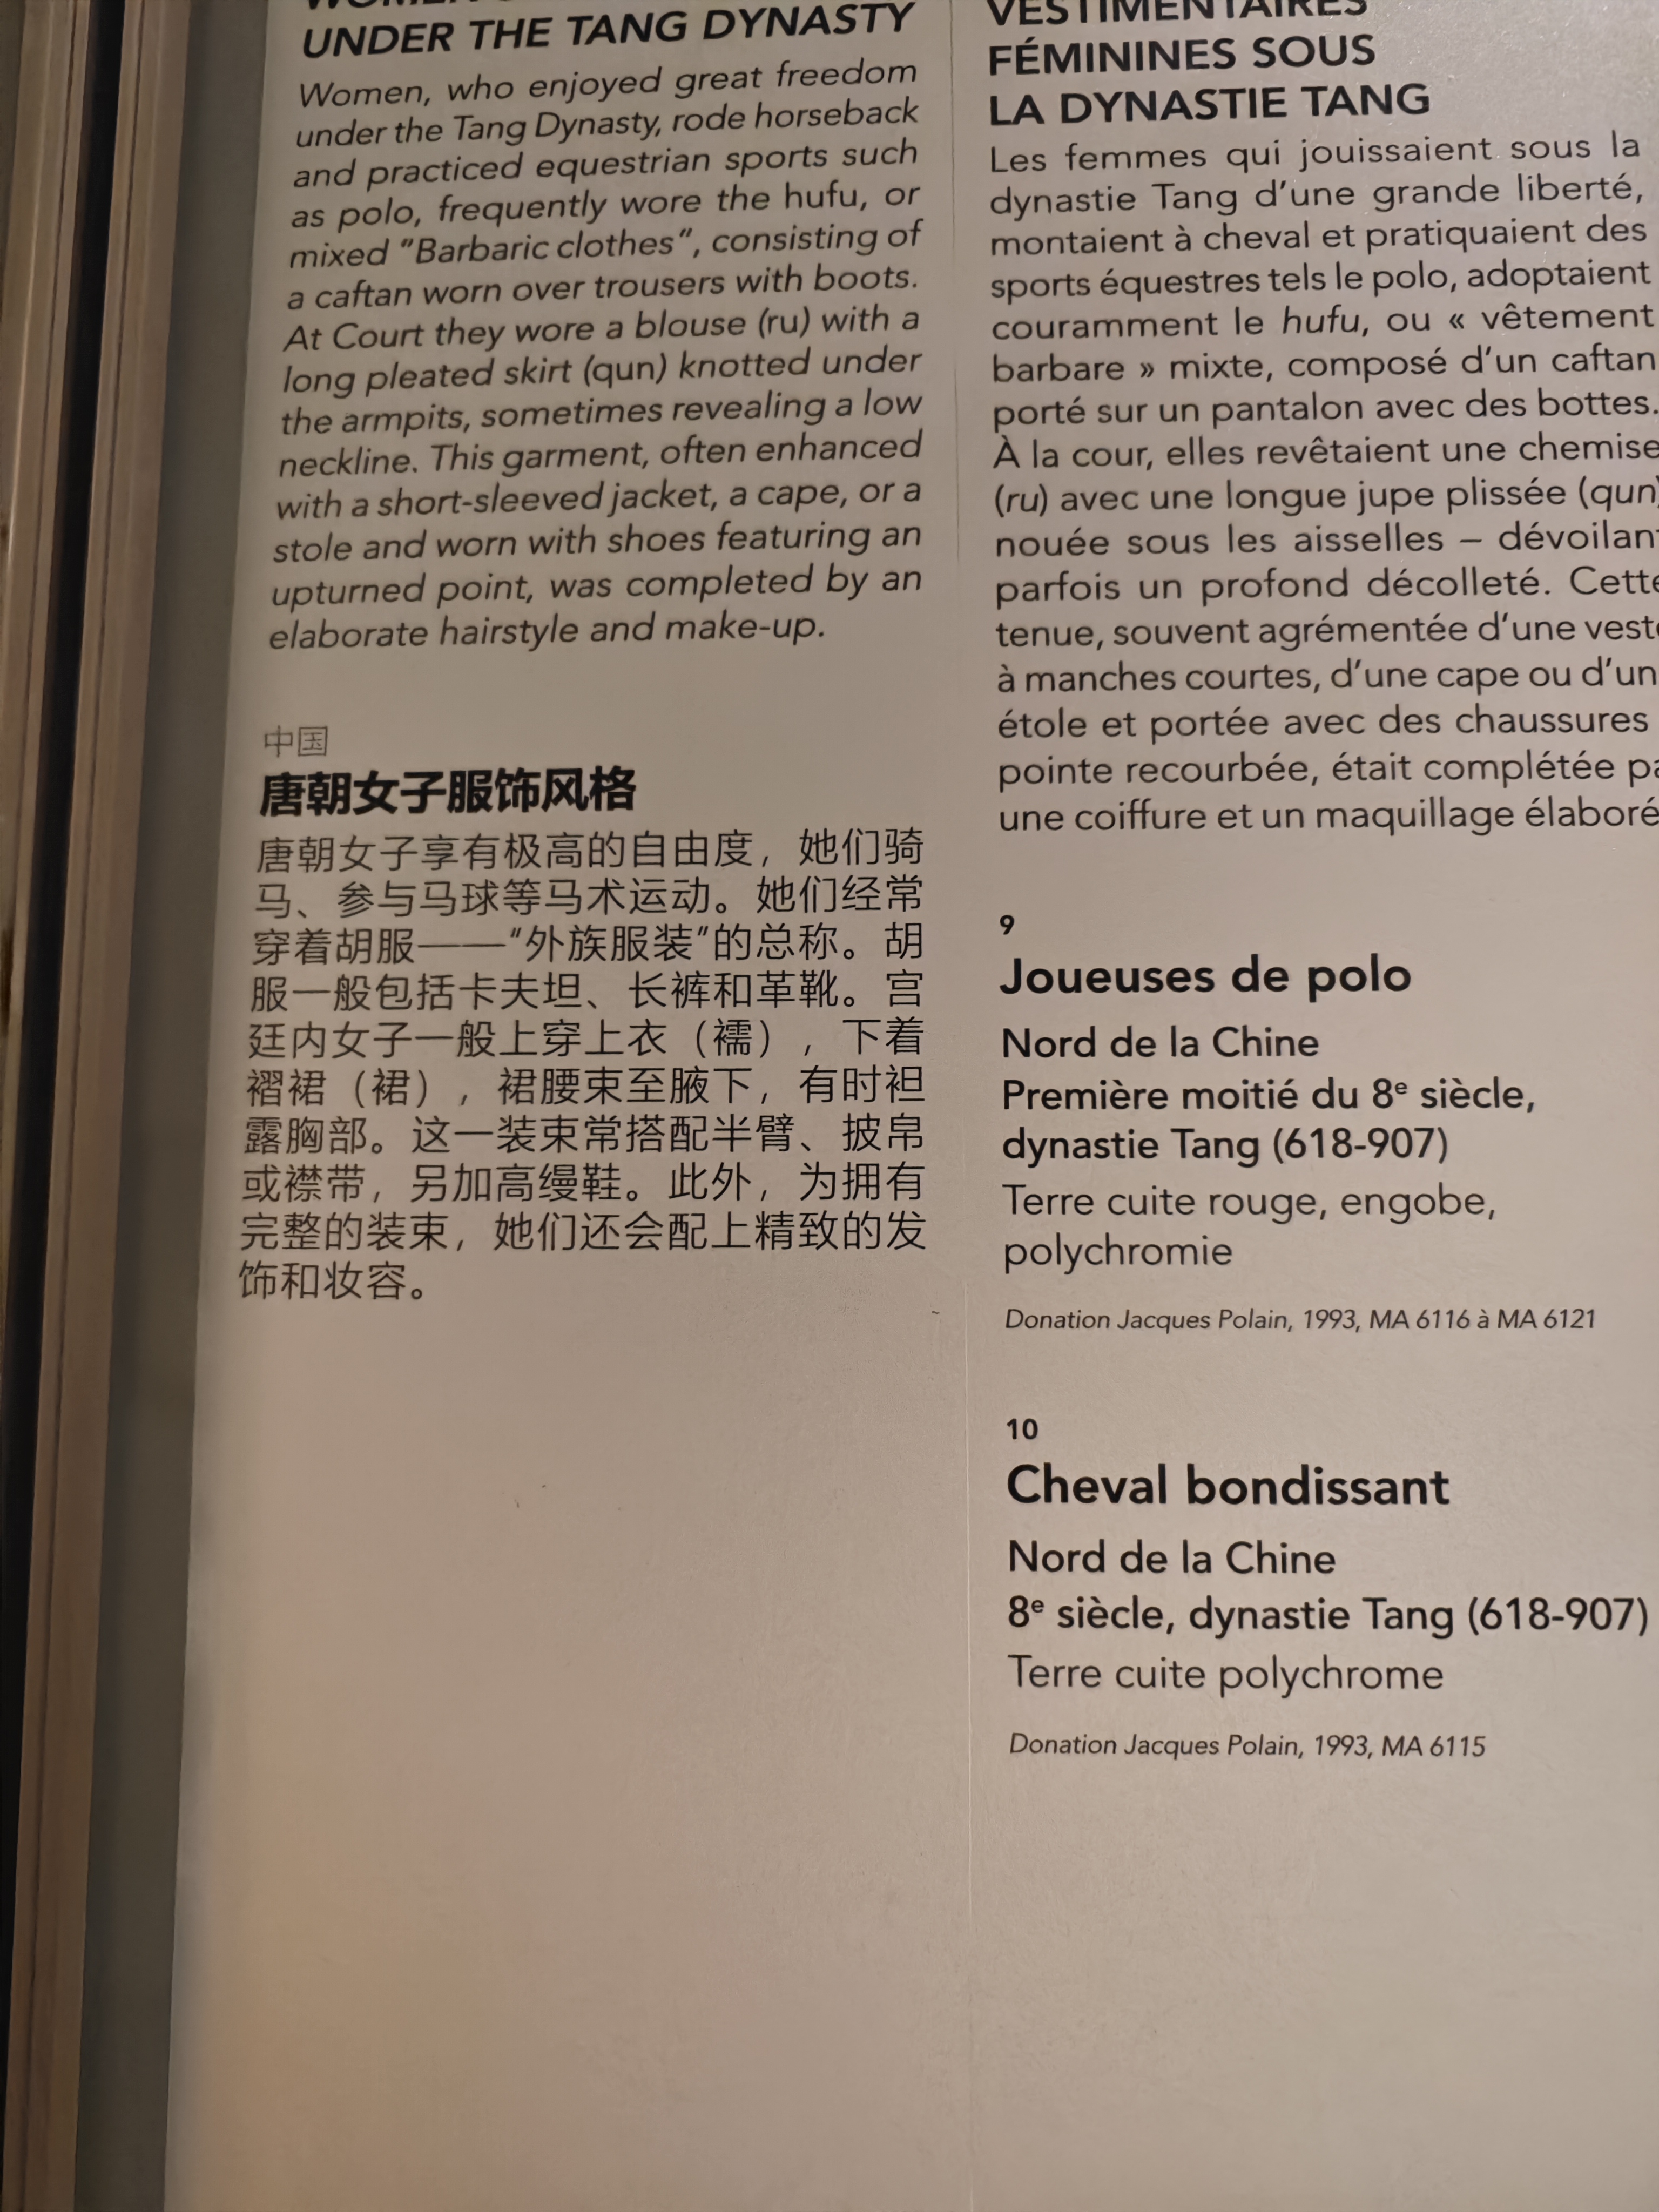 UNDER THE TANG DYNASTY
Women, who enjoyed great freedom
under the Tang Dynasty, rode horseback
and practiced equestrian sports such
as polo, frequently wore the hufu, or
mixed "Barbaric clothes", consisting of
a caftan worn over trousers with boots.
At Court they wore a blouse (ru) with a
long pleated skirt (qun) knotted under
the armpits, sometimes revealing a low
neckline. This garment, often enhanced
with a short-sleeved jacket, a cape, or a
stole and worn with shoes featuring an
upturned point, was completed by an
elaborate hairstyle and make-up.
中国
唐朝女子服饰风格
唐朝女子享有极高的自由度，她们骑
马、参与马球等马术运动。她们经常
穿着胡服——“外族服装”的总称。胡
服一般包括卡夫坦、长裤和革靴。宫
廷内女子一般上穿上衣（襦），下着
褶裙（裙），裙腰束至腋下，有时袒
露胸部。这一装束常搭配半臂、披帛
或襟带，另加高缦鞋。此外，为拥有
完整的装束，她们还会配上精致的发
饰和妆容。
VESTIMENTAIRES
FÉMININES SOUS
LA DYNASTIE TANG
Les femmes qui jouissaient sous la
dynastie Tang d'une grande liberté,
montaient à cheval et pratiquaient des
sports équestres tels le polo, adoptaient
couramment le hufu, ou « vêtement
barbare » mixte, composé d'un caftan
porté sur un pantalon avec des bottes.
À la cour, elles revêtaient une chemise
(ru) avec une longue jupe plissée (qun)
nouée sous les aisselles – dévoilant
parfois un profond décolleté. Cette
tenue, souvent agrémentée d'une veste
à manches courtes, d'une cape ou d'un
étole et portée avec des chaussures
pointe recourbée, était complétée pa
une coiffure et un maquillage élaboré
9
Joueuses de polo
Nord de la Chine
Première moitié du 8e siècle,
dynastie Tang (618-907)
Terre cuite rouge, engobe,
polychromie
Donation Jacques Polain, 1993, MA 6116 à MA 6121
10
Cheval bondissant
Nord de la Chine
8e siècle, dynastie Tang (618-907)
Terre cuite polychrome
Donation Jacques Polain, 1993, MA 6115